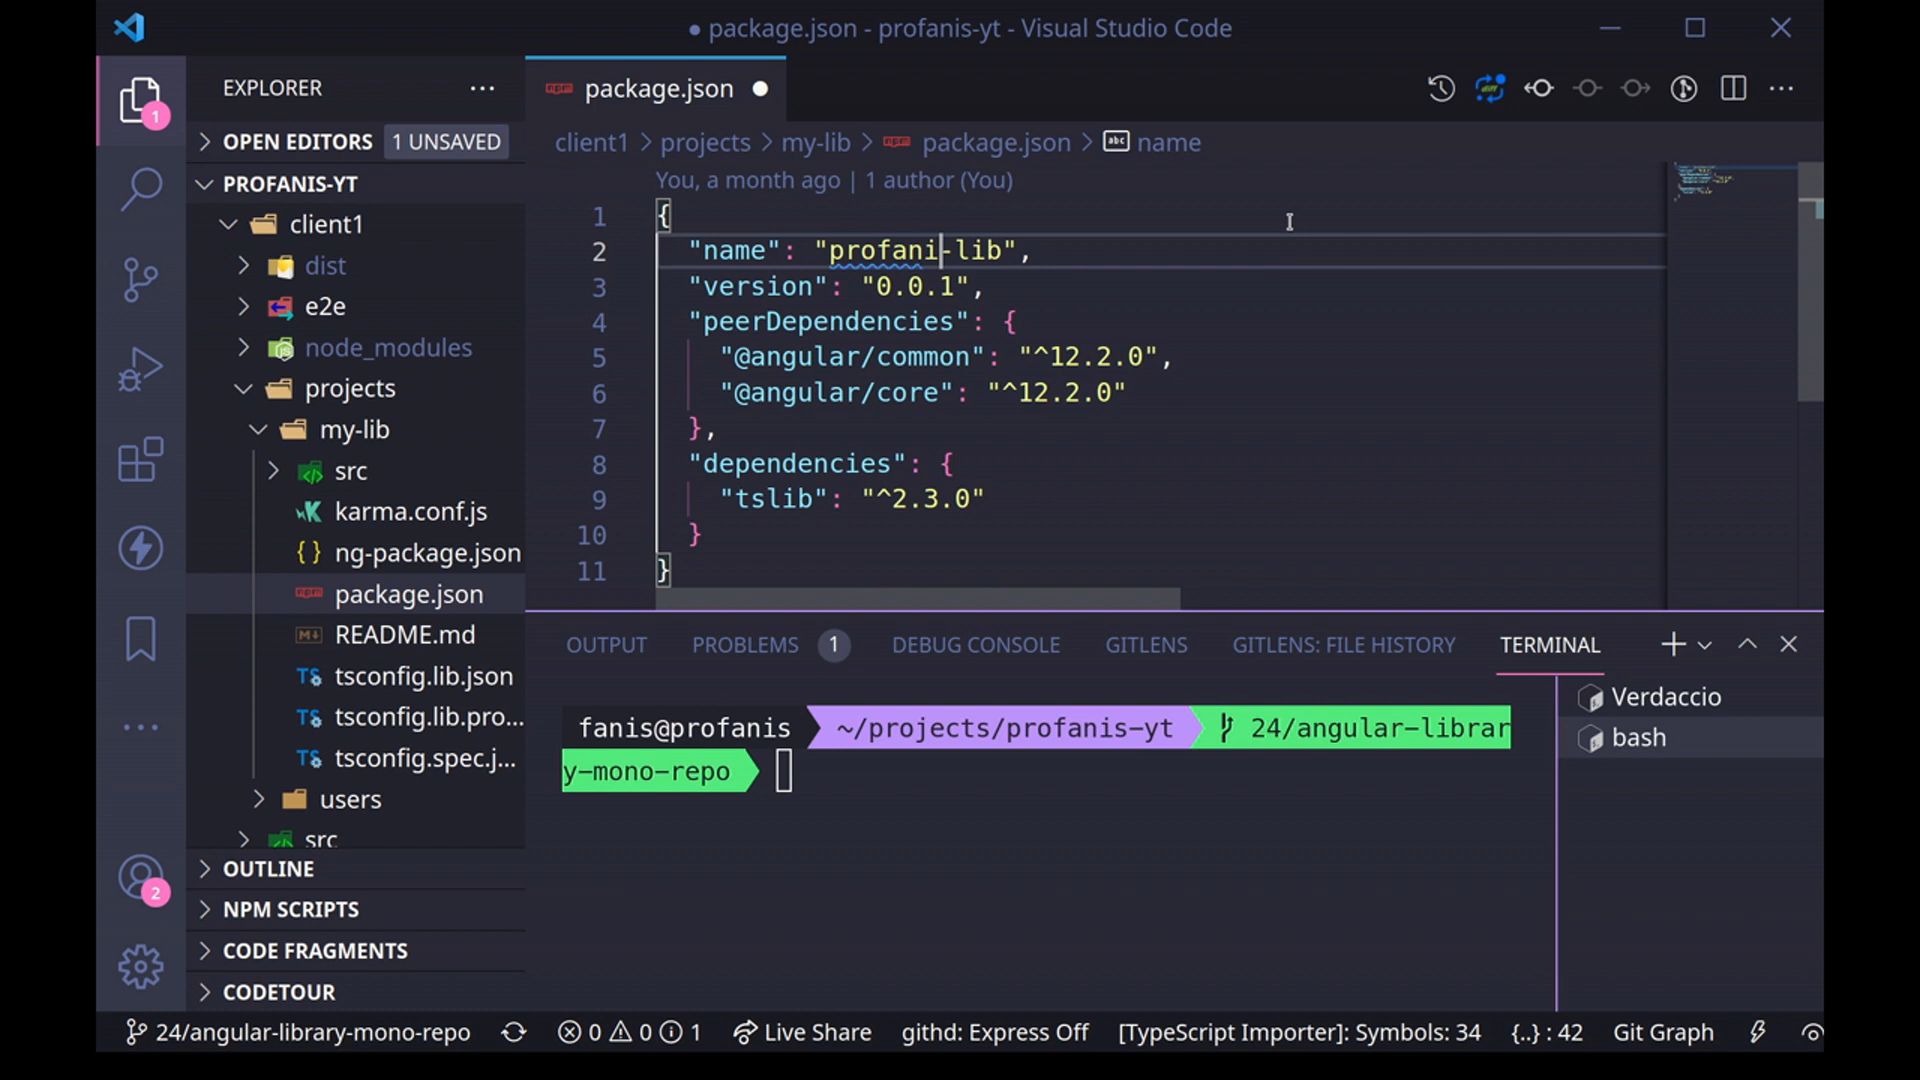 ● package.json - profanis-yt - Visual Studio Code
1
EXPLORER
OPEN EDITORS 1 UNSAVED
PROFANIS-YT
client1
dist
e2e
node_modules
projects
my-lib
src
karma.conf.js
ng-package.json
package.json
README.md
tsconfig.lib.json
tsconfig.lib.pro...
tsconfig.spec.j...
users
src
OUTLINE
NPM SCRIPTS
CODE FRAGMENTS
CODETOUR
2
package.json
client1 > projects > my-lib > package.json > abc name
You, a month ago | 1 author (You)
1 {
2 "name": "profani-lib",
3 "version": "0.0.1",
4 "peerDependencies": {
5 "@angular/common": "^12.2.0",
6 "@angular/core": "^12.2.0"
7 },
8 "dependencies": {
9 "tslib": "^2.3.0"
10 }
11 }
OUTPUT PROBLEMS 1 DEBUG CONSOLE GITLENS GITLENS: FILE HISTORY TERMINAL
fanis@profanis ~/projects/profanis-yt 24/angular-librar
y-mono-repo
Verdaccio
bash
24/angular-library-mono-repo 0 0 1 Live Share githd: Express Off [TypeScript Importer]: Symbols: 34 {..} : 42 Git Graph